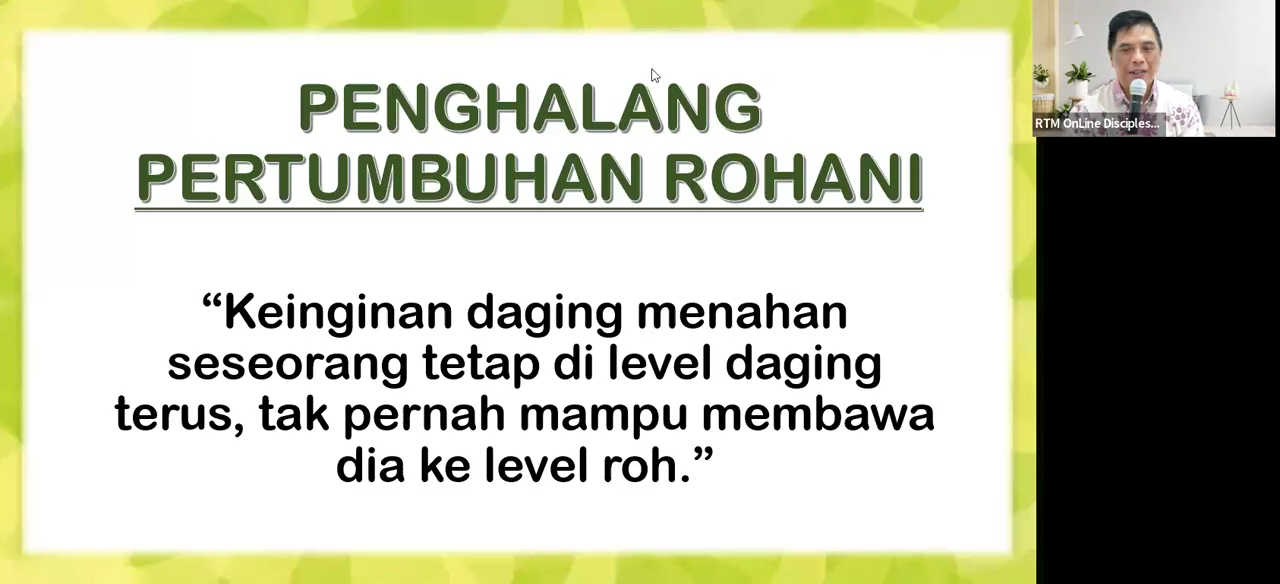 PENGHALANG
PERTUMBUHAN ROHANI
“Keinginan daging menahan
seseorang tetap di level daging
terus, tak pernah mampu membawa
dia ke level roh.”
RTM OnLine Disciples...